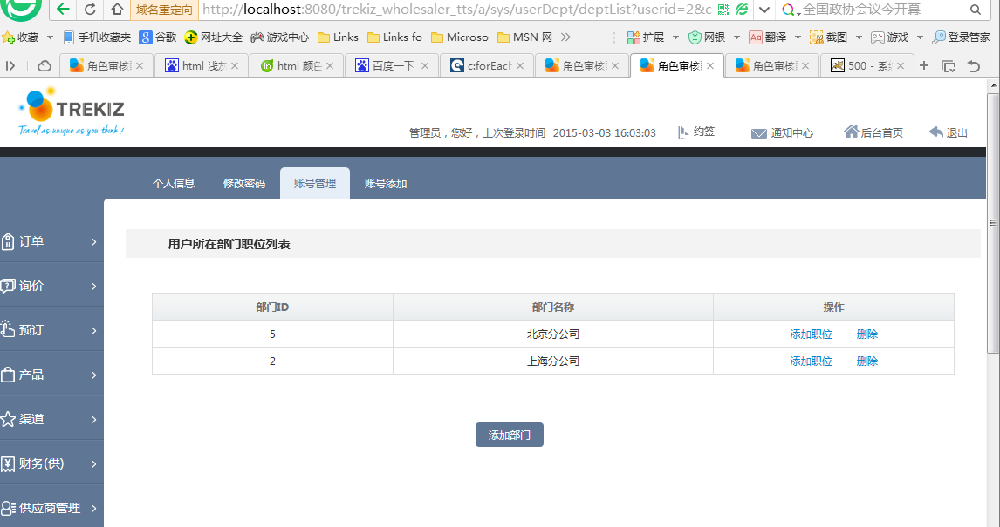 域名重定向 http://localhost:8080/trekiz_wholesaler_tts/a/sys/userDept/deptList?userid=2&c 全国政协会议今开幕
收藏 手机收藏夹 谷歌 网址大全 游戏中心 Links Links fo Microso MSN 网 扩展 网银 翻译 截图 游戏 登录管家
角色审核 html 浅 html 颜色 百度一下 c:forEach 角色审核 角色审核 角色审核 500 - 系
TREKIZ
Travel as unique as you think!
管理员，您好，上次登录时间 2015-03-03 16:03:03 约签 通知中心 后台首页 退出
个人信息 修改密码 账号管理 账号添加
订单
询价
预订
产品
渠道
财务(供)
供应商管理
用户所在部门职位列表
部门ID 部门名称 操作
5 北京分公司 添加职位 删除
2 上海分公司 添加职位 删除
添加部门